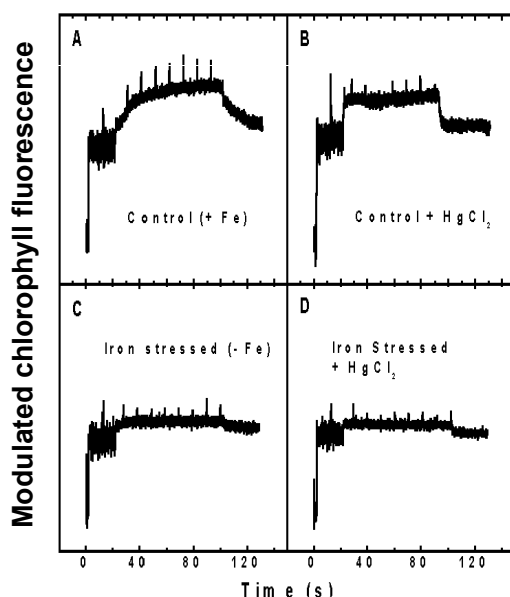 Modulated chlorophyll fluorescence
A
Control (+ Fe)
B
Control + HgCl₂
C
Iron stressed (- Fe)
D
Iron Stressed
+ HgCl₂
0 40 80 120 0 40 80 120
Time (s)